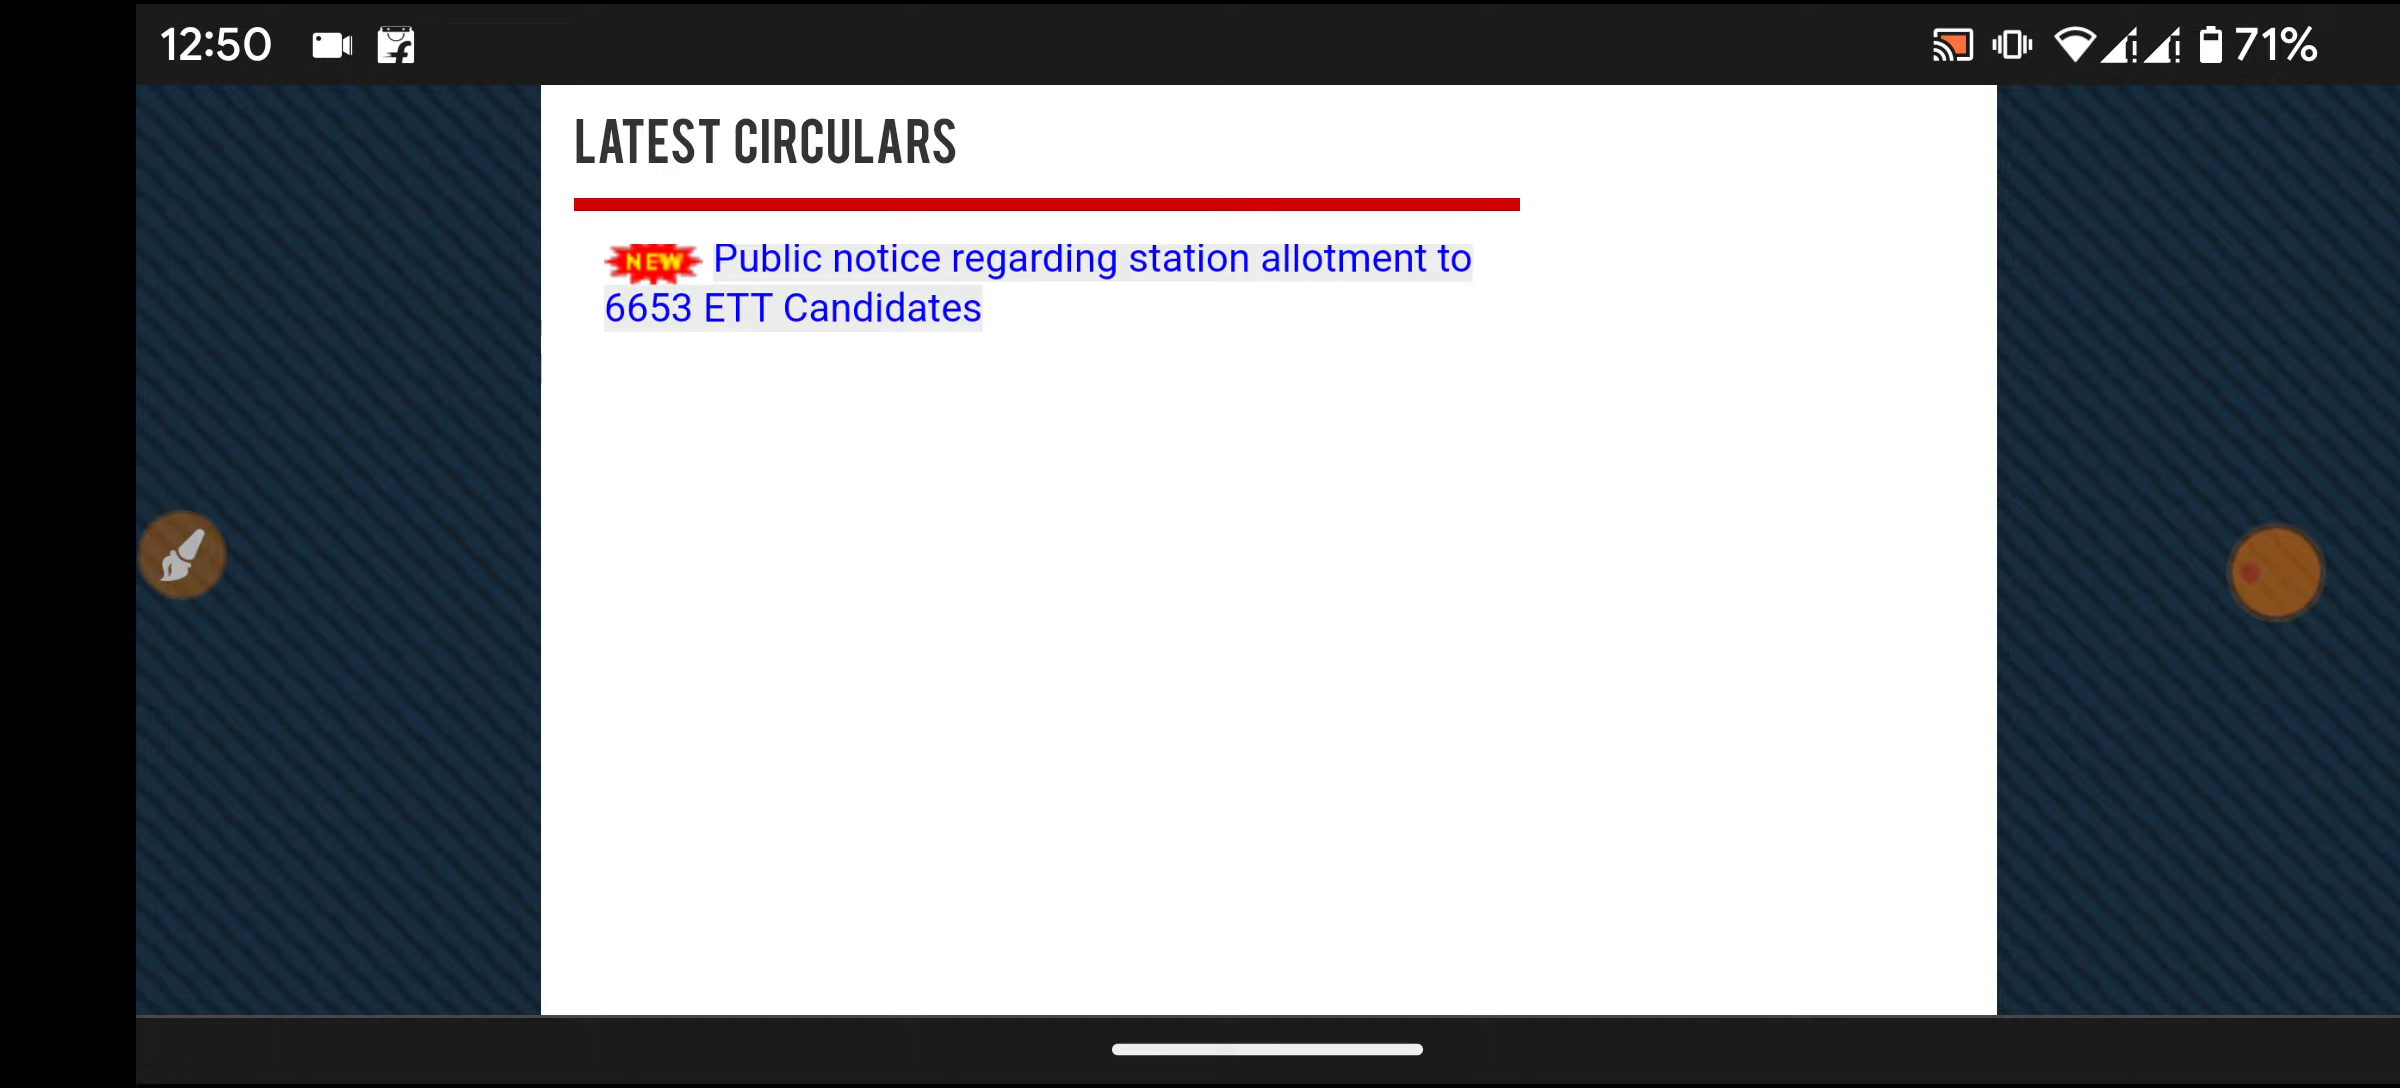 12:50
71%
LATEST CIRCULARS
NEW Public notice regarding station allotment to
6653 ETT Candidates